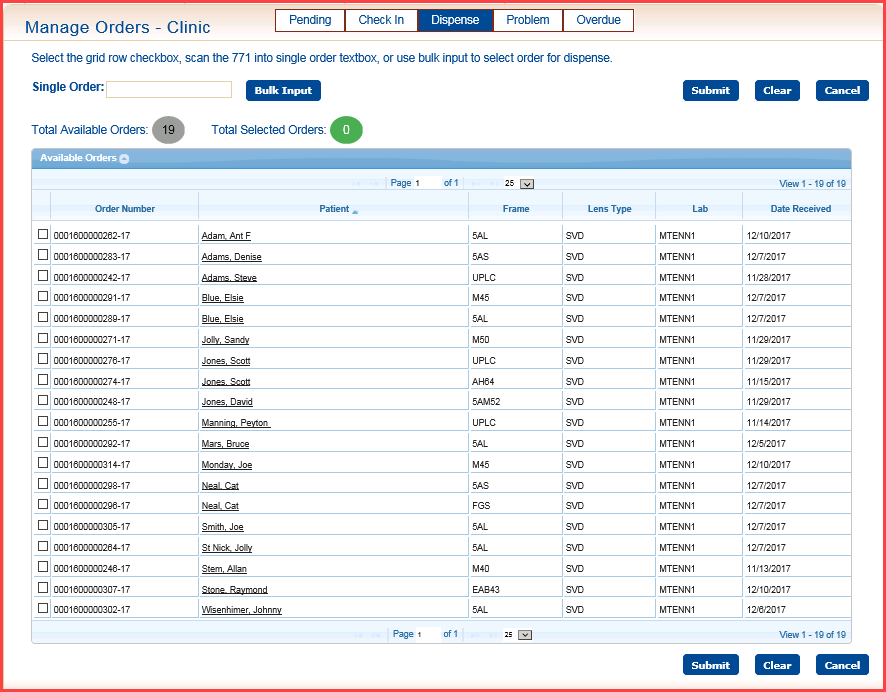 Manage Orders - Clinic
Pending Check In Dispense Problem Overdue
Select the grid row checkbox, scan the 771 into single order textbox, or use bulk input to select order for dispense.
Single Order: Bulk Input Submit Clear Cancel
Total Available Orders: 19 Total Selected Orders: 0
Available Orders
Page 1 of 1 25 View 1 - 19 of 19
Order Number Patient Frame Lens Type Lab Date Received
0001600000262-17 Adam, Ant F 5AL SVD MTENN1 12/10/2017
0001600000283-17 Adams, Denise 5AS SVD MTENN1 12/7/2017
0001600000242-17 Adams, Steve UPLC SVD MTENN1 11/28/2017
0001600000291-17 Blue, Elsie M45 SVD MTENN1 12/7/2017
0001600000289-17 Blue, Elsie 5AL SVD MTENN1 12/7/2017
0001600000271-17 Jolly, Sandy M50 SVD MTENN1 11/29/2017
0001600000276-17 Jones, Scott UPLC SVD MTENN1 11/29/2017
0001600000274-17 Jones, Scott AH64 SVD MTENN1 11/15/2017
0001600000248-17 Jones, David 5AM52 SVD MTENN1 11/29/2017
0001600000255-17 Manning, Peyton UPLC SVD MTENN1 11/14/2017
0001600000292-17 Mars, Bruce 5AL SVD MTENN1 12/5/2017
0001600000314-17 Monday, Joe M45 SVD MTENN1 12/10/2017
0001600000298-17 Neal, Cat 5AS SVD MTENN1 12/7/2017
0001600000296-17 Neal, Cat FGS SVD MTENN1 12/7/2017
0001600000305-17 Smith, Joe 5AL SVD MTENN1 12/7/2017
0001600000264-17 St Nick, Jolly 5AL SVD MTENN1 12/7/2017
0001600000246-17 Stem, Allan M40 SVD MTENN1 11/13/2017
0001600000307-17 Stone, Raymond EAB43 SVD MTENN1 12/10/2017
0001600000302-17 Wisenhimer, Johnny 5AL SVD MTENN1 12/6/2017
Page 1 of 1 25 View 1 - 19 of 19
Submit Clear Cancel